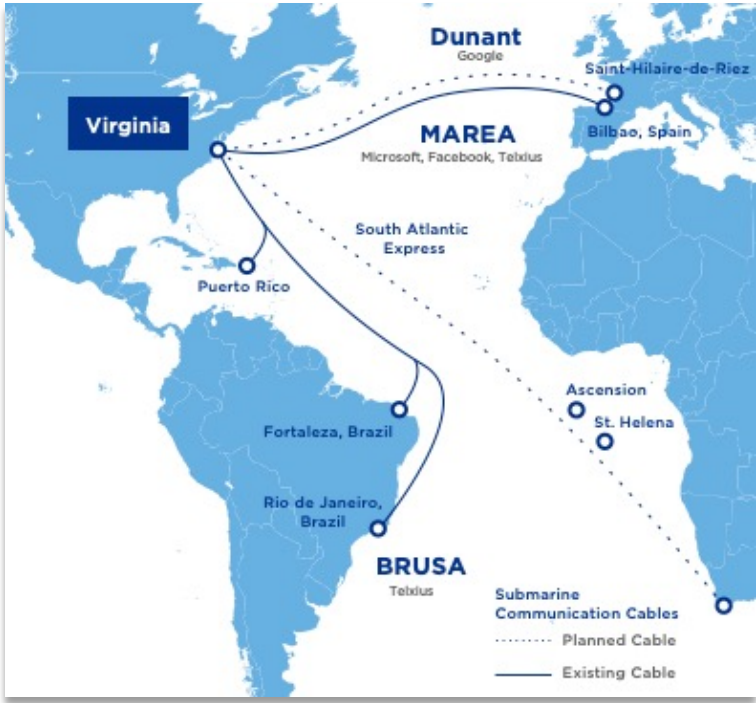 Dunant
Google
Saint-Hilaire-de-Riez
Virginia
MAREA
Microsoft, Facebook, Telxius
Bilbao, Spain
South Atlantic
Express
Puerto Rico
Ascension
St. Helena
Fortaleza, Brazil
Rio de Janeiro,
Brazil
BRUSA
Telxius
Submarine
Communication Cables
Planned Cable
Existing Cable